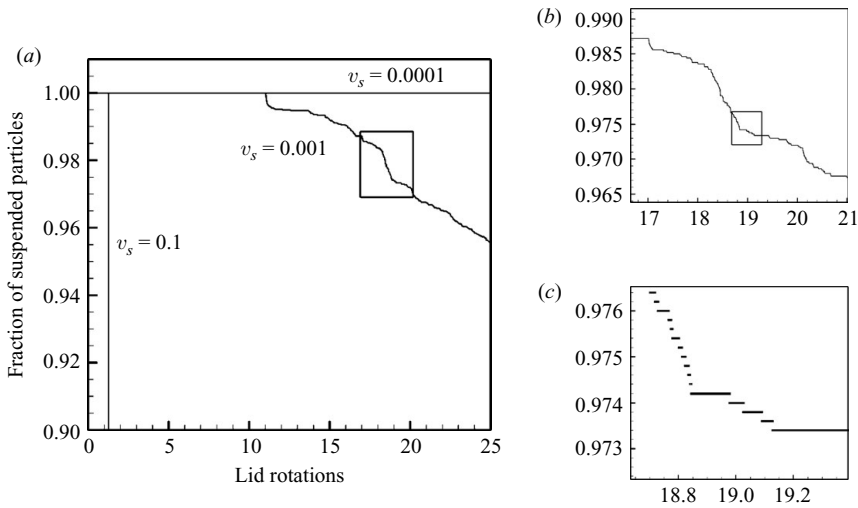 (a)
Fraction of suspended particles
1.00
0.98
0.96
0.94
0.92
0.90
v_s = 0.0001
v_s = 0.001
v_s = 0.1
0 5 10 15 20 25
Lid rotations
(b)
0.990
0.985
0.980
0.975
0.970
0.965
17 18 19 20 21
(c)
0.976
0.975
0.974
0.973
18.8 19.0 19.2